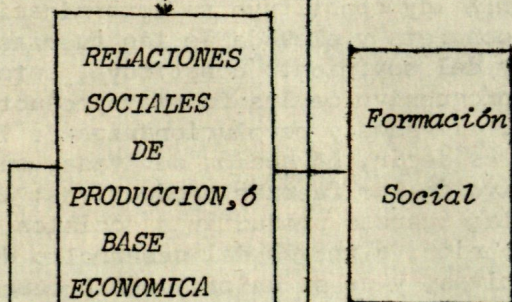 RELACIONES
SOCIALES
DE
PRODUCCION,ó
BASE
ECONOMICA
Formación
Social